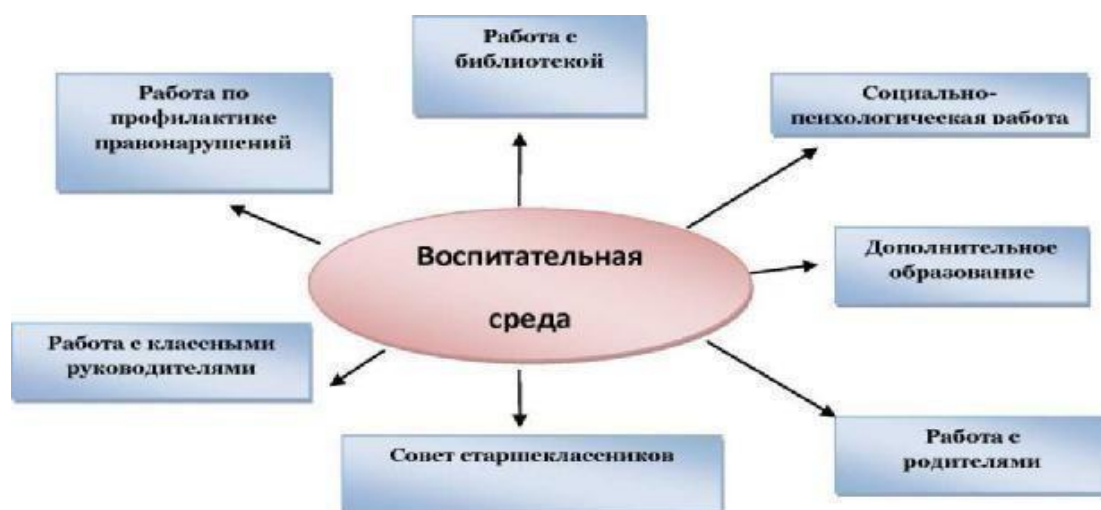 Работа с
библиотекой
Работа по
профилактике
правонарушений
Социально-
психологическая работа
Воспитательная
среда
Дополнительное
образование
Работа с классными
руководителями
Совет старшеклассников
Работа с
родителями